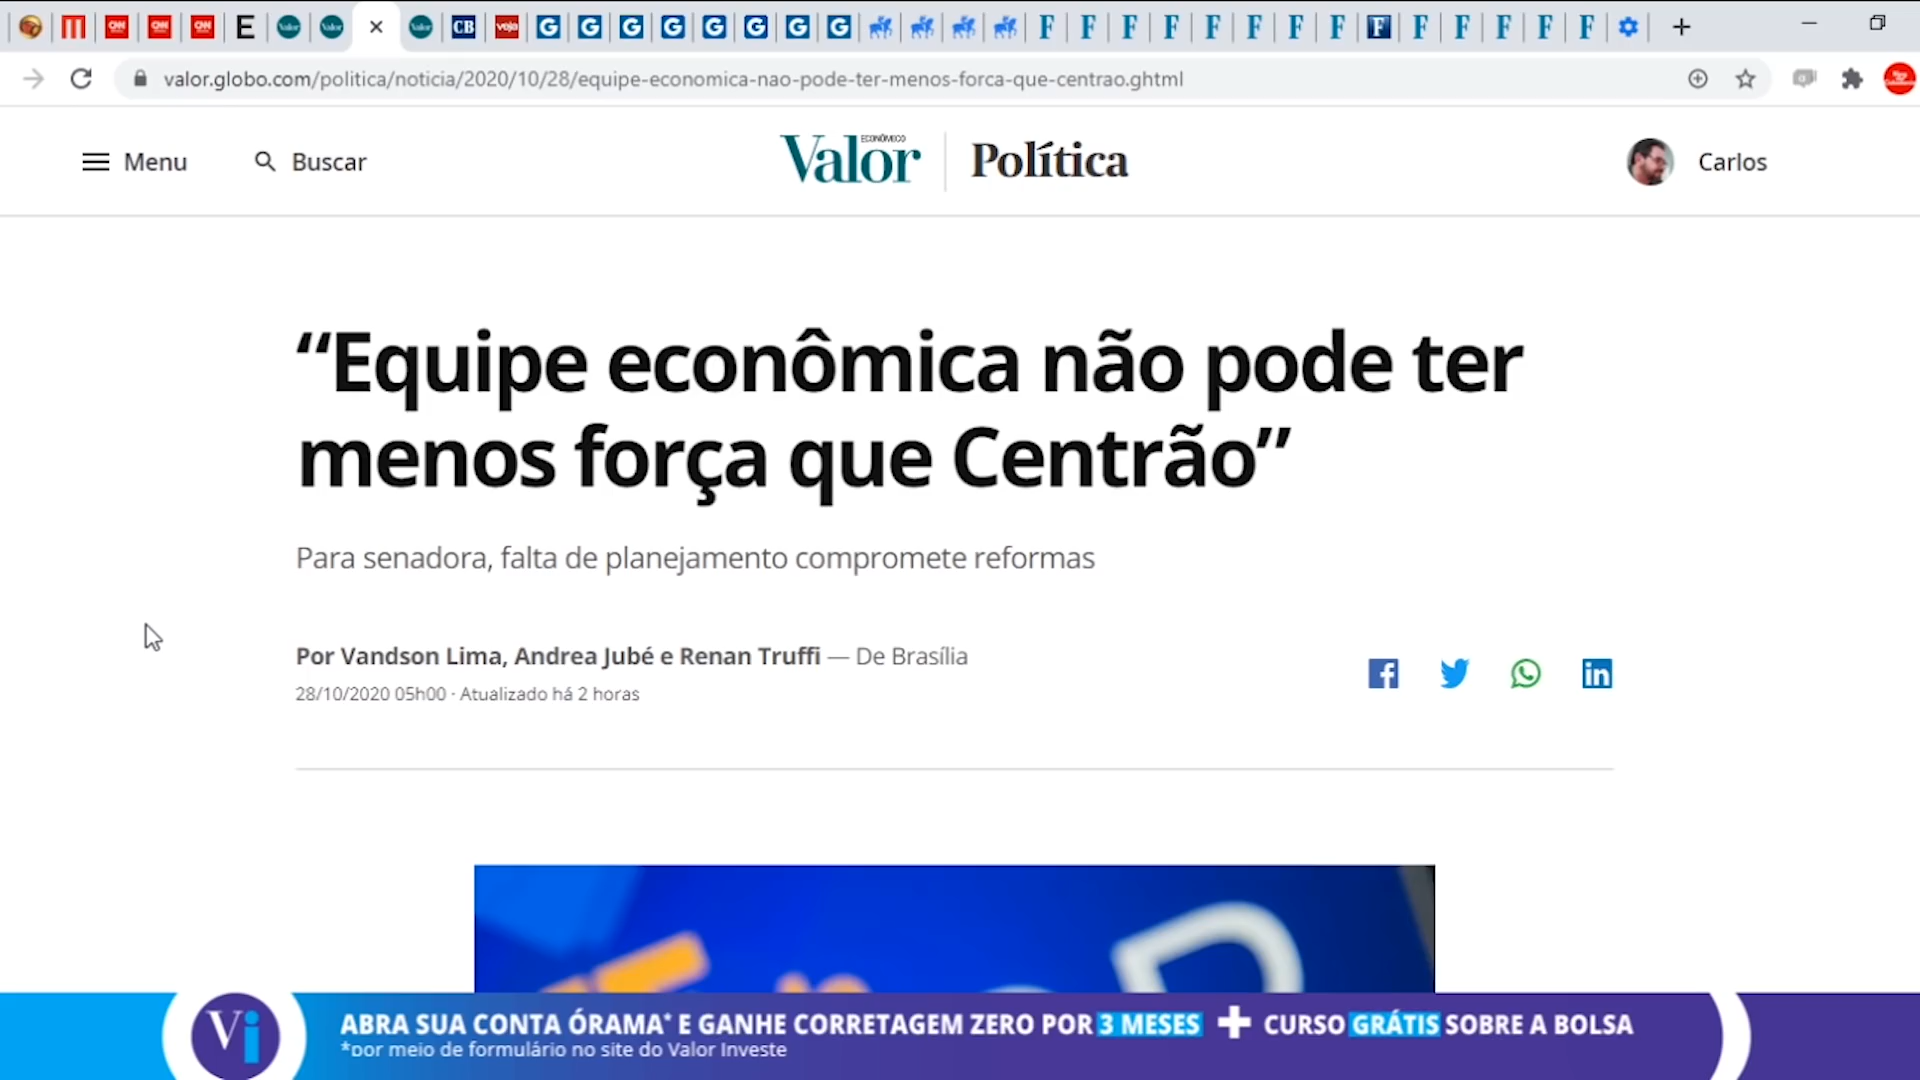 valor.globo.com/politica/noticia/2020/10/28/equipe-economica-nao-pode-ter-menos-forca-que-centrao.ghtml
Menu
Buscar
Valor ECONÔMICO
Política
Carlos
“Equipe econômica não pode ter
menos força que Centrão”
Para senadora, falta de planejamento compromete reformas
Por Vandson Lima, Andrea Jubé e Renan Truffi — De Brasília
28/10/2020 05h00 · Atualizado há 2 horas
Vi
ABRA SUA CONTA ÓRAMA* E GANHE CORRETAGEM ZERO POR 3 MESES + CURSO GRÁTIS SOBRE A BOLSA
*por meio de formulário no site do Valor Investe